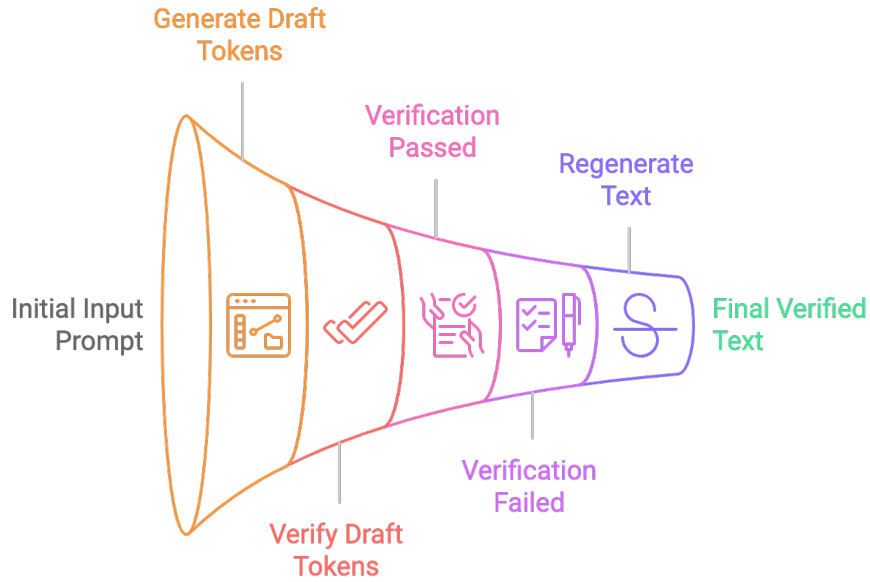 Generate Draft
Tokens
Verification
Passed
Regenerate
Text
Initial Input
Prompt
Final Verified
Text
Verification
Failed
Verify Draft
Tokens